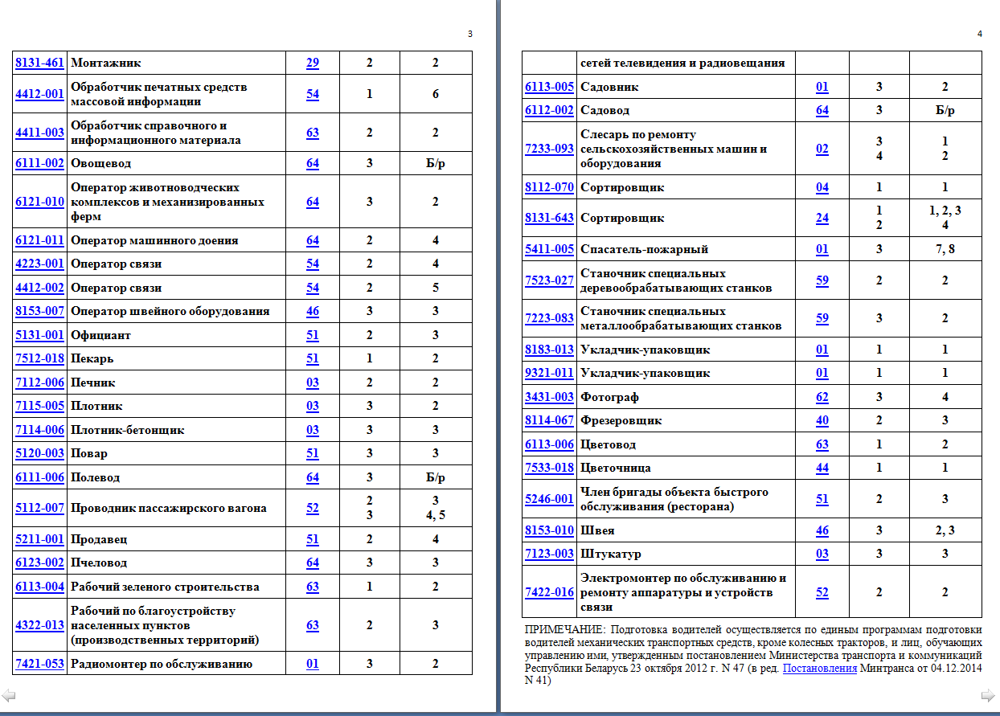 3
8131-461 Монтажник 29 2 2
4412-001 Обработчик печатных средств 54 1 6
массовой информации
4411-003 Обработчик справочного и 63 2 2
информационного материала
6111-002 Овощевод 64 3 Б/р
Оператор животноводческих
6121-010 комплексов и механизированных 64 3 2
ферм
6121-011 Оператор машинного доения 64 2 4
4223-001 Оператор связи 54 2 4
4412-002 Оператор связи 54 2 5
8153-007 Оператор швейного оборудования 46 3 3
5131-001 Официант 51 2 3
7512-018 Пекарь 51 1 2
7112-006 Печник 03 2 2
7115-005 Плотник 03 3 2
7114-006 Плотник-бетонщик 03 3 3
5120-003 Повар 51 3 3
6111-006 Полевод 64 3 Б/р
5112-007 Проводник пассажирского вагона 52 2 3
3 4, 5
5211-001 Продавец 51 2 4
6123-002 Пчеловод 64 3 3
6113-004 Рабочий зеленого строительства 63 1 2
Рабочий по благоустройству
4322-013 населенных пунктов 63 2 3
(производственных территорий)
7421-053 Радиомонтер по обслуживанию 01 3 2
4
сетей телевидения и радиовещания
6113-005 Садовник 01 3 2
6112-002 Садовод 64 3 Б/р
Слесарь по ремонту 3 1
7233-093 сельскохозяйственных машин и 02 4 2
оборудования
8112-070 Сортировщик 04 1 1
8131-643 Сортировщик 24 1 1, 2, 3
2 4
5411-005 Спасатель-пожарный 01 3 7, 8
7523-027 Станочник специальных 59 2 2
деревообрабатывающих станков
7223-083 Станочник специальных 59 3 2
металлообрабатывающих станков
8183-013 Укладчик-упаковщик 01 1 1
9321-011 Укладчик-упаковщик 01 1 1
3431-003 Фотограф 62 3 4
8114-067 Фрезеровщик 40 2 3
6113-006 Цветовод 63 1 2
7533-018 Цветочница 44 1 1
5246-001 Член бригады объекта быстрого 51 2 3
обслуживания (ресторана)
8153-010 Швея 46 3 2, 3
7123-003 Штукатур 03 3 3
Электромонтер по обслуживанию и
7422-016 ремонту аппаратуры и устройств 52 2 2
связи
ПРИМЕЧАНИЕ: Подготовка водителей осуществляется по единым программам подготовки
водителей механических транспортных средств, кроме колесных тракторов, и лиц, обучающих
управлению ими, утвержденным постановлением Министерства транспорта и коммуникаций
Республики Беларусь 23 октября 2012 г. N 47 (в ред. Постановления Минтранса от 04.12.2014
N 41)